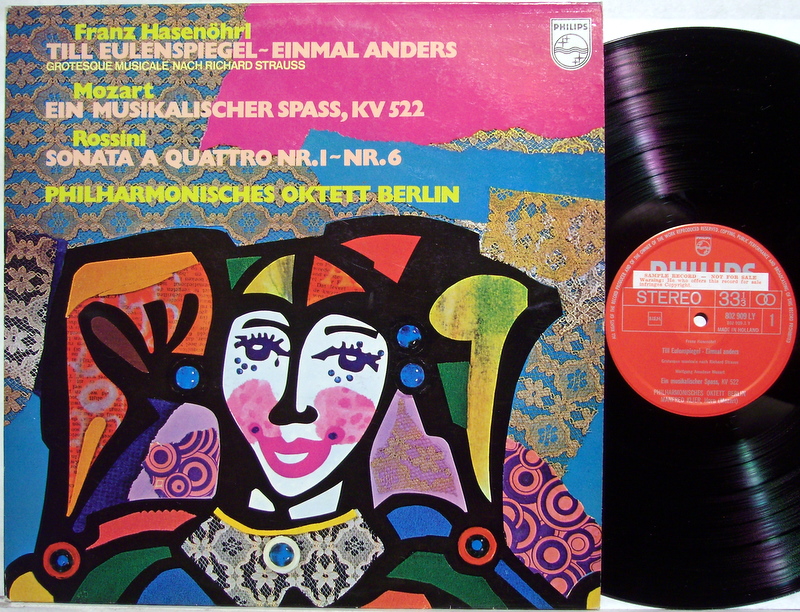 Franz Hasenöhrl
TILL EULENSPIEGEL~EINMAL ANDERS
GROTESQUE MUSICALE NACH RICHARD STRAUSS
Mozart
EIN MUSIKALISCHER SPASS, KV 522
Rossini
SONATA A QUATTRO NR.1~NR.6
PHILHARMONISCHES OKTETT BERLIN
PHILIPS
PHILIPS
SAMPLE RECORD — NOT FOR SALE
STEREO 33 1/3
802 909 LY
1
MADE IN HOLLAND
Till Eulenspiegel - Einmal anders
Ein musikalischer Spass, KV 522
PHILHARMONISCHES OKTETT BERLIN